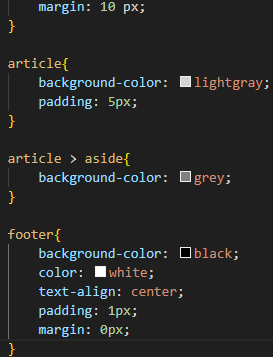 margin: 10 px;
}
article{
background-color: lightgray;
padding: 5px;
}
article > aside{
background-color: grey;
}
footer{
background-color: black;
color: white;
text-align: center;
padding: 1px;
margin: 0px;
}